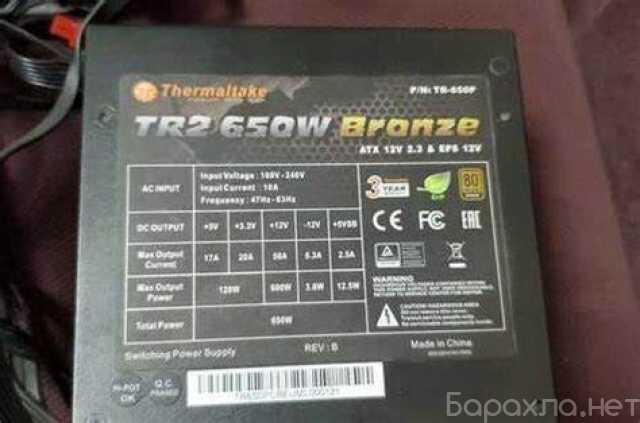 Thermaltake
P/N: TR-650P
TR2 650W Bronze
ATX 12V 2.3 & EPS 12V
AC INPUT
Input Voltage : 100V-240V
Input Current : 10A
Frequency : 47Hz-63Hz
3 YEAR
80
DC OUTPUT +5V +3.3V +12V -12V +5VSB
Max Output Current 17A 20A 50A 0.3A 2.5A
Max Output Power 120W 600W 3.6W 12.5W
Total Power 650W
CE FC EAC
WARNING
CAUTION
Switching Power Supply REV : B Made in China
HI-POT OK
Q.C. PASSED
Барахла.нет